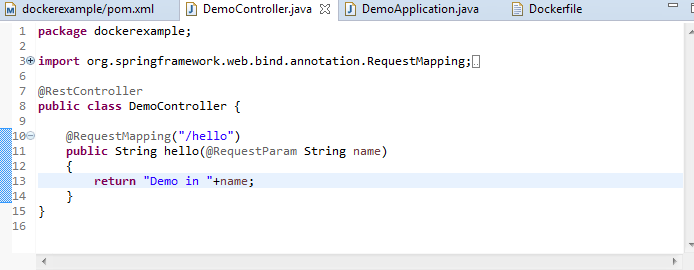 dockerexample/pom.xml DemoController.java DemoApplication.java Dockerfile
1 package dockerexample;
2
3 import org.springframework.web.bind.annotation.RequestMapping;
6
7 @RestController
8 public class DemoController {
9
10 @RequestMapping("/hello")
11 public String hello(@RequestParam String name)
12 {
13 return "Demo in "+name;
14 }
15 }
16